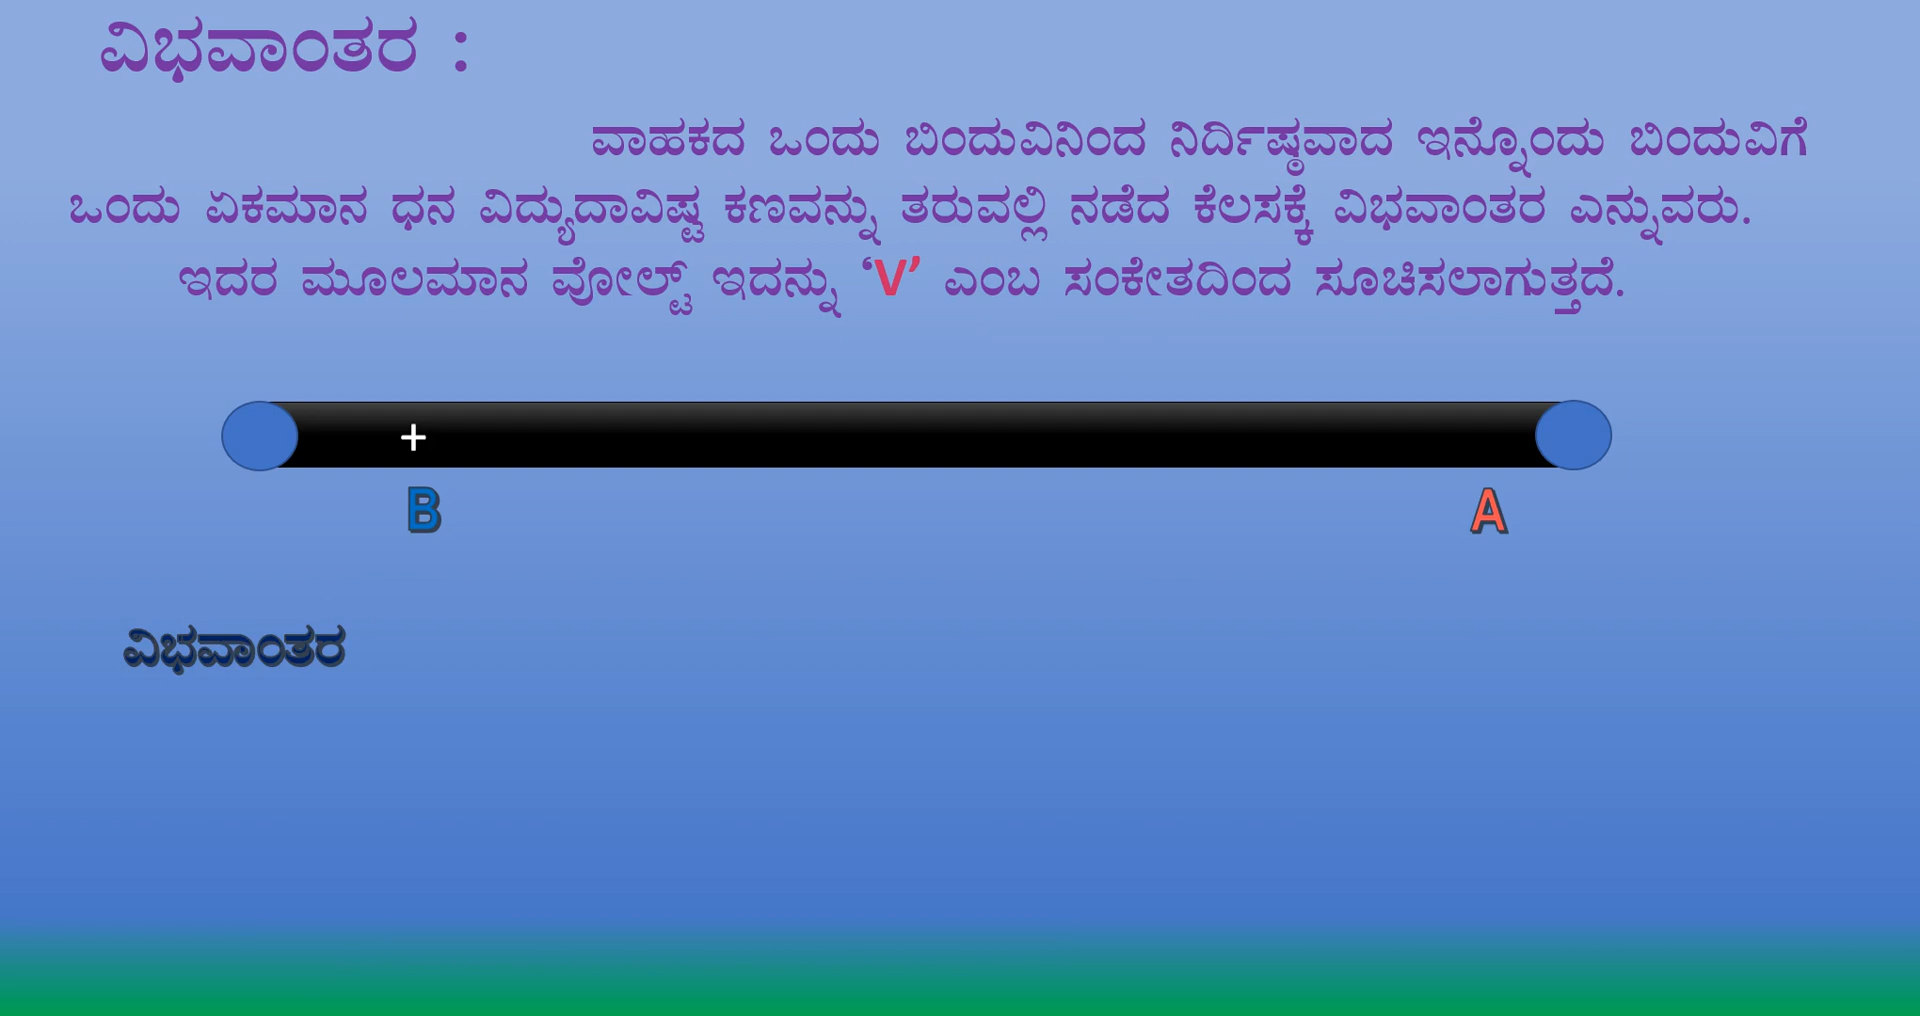 ವಿಭವಾಂತರ :
ವಾಹಕದ ಒಂದು ಬಿಂದುವಿನಿಂದ ನಿರ್ದಿಷ್ಠವಾದ ಇನ್ನೊಂದು ಬಿಂದುವಿಗೆ
ಒಂದು ಏಕಮಾನ ಧನ ವಿದ್ಯುದಾವಿಷ್ಟ ಕಣವನ್ನು ತರುವಲ್ಲಿ ನಡೆದ ಕೆಲಸಕ್ಕೆ ವಿಭವಾಂತರ ಎನ್ನುವರು.
ಇದರ ಮೂಲಮಾನ ವೋಲ್ಟ್ ಇದನ್ನು ‘V’ ಎಂಬ ಸಂಕೇತದಿಂದ ಸೂಚಿಸಲಾಗುತ್ತದೆ.
+
B A
ವಿಭವಾಂತರ